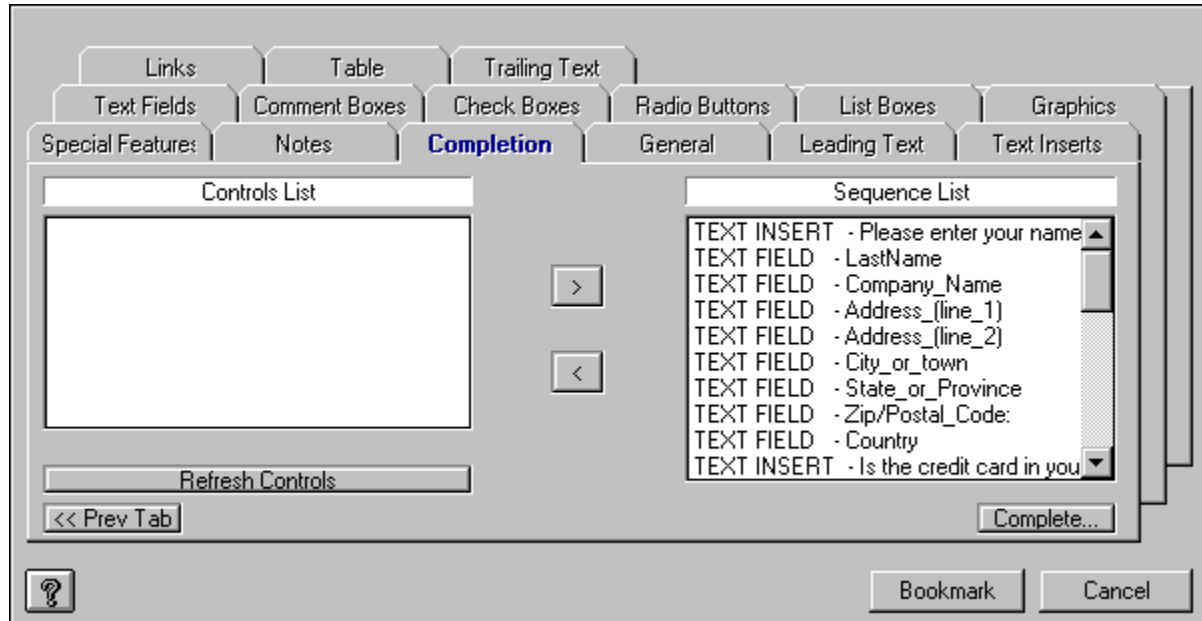 Links Table Trailing Text
Text Fields Comment Boxes Check Boxes Radio Buttons List Boxes Graphics
Special Features Notes Completion General Leading Text Text Inserts
Controls List
Sequence List
TEXT INSERT - Please enter your name
TEXT FIELD - LastName
TEXT FIELD - Company_Name
TEXT FIELD - Address_(line_1)
TEXT FIELD - Address_(line_2)
TEXT FIELD - City_or_town
TEXT FIELD - State_or_Province
TEXT FIELD - Zip/Postal_Code:
TEXT FIELD - Country
TEXT INSERT - Is the credit card in you
>
<
Refresh Controls
<< Prev Tab
Complete...
?
Bookmark
Cancel